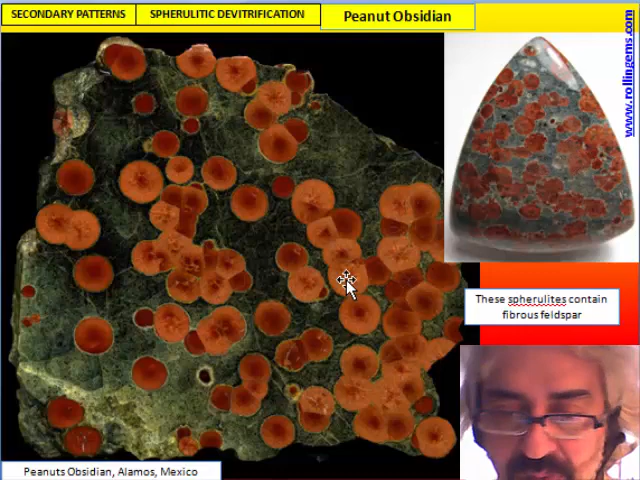 SECONDARY PATTERNS
SPHERULITIC DEVITRIFICATION
Peanut Obsidian
www.rollingems.com
These spherulites contain
fibrous feldspar
Peanuts Obsidian, Alamos, Mexico